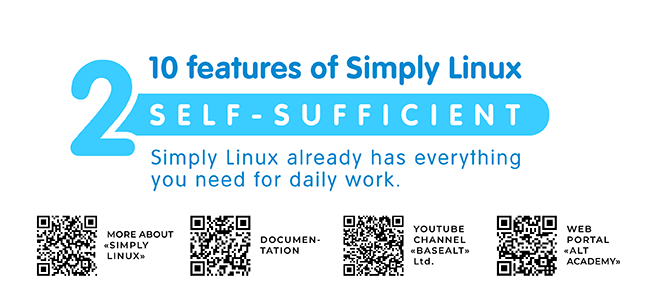 10 features of Simply Linux
2
SELF-SUFFICIENT
Simply Linux already has everything
you need for daily work.
MORE ABOUT
«SIMPLY
LINUX»
DOCUMEN-
TATION
YOUTUBE
CHANNEL
«BASEALT»
Ltd.
WEB
PORTAL
«ALT
ACADEMY»